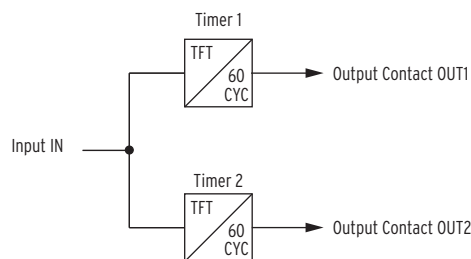 Timer 1
TFT
60
CYC
Output Contact OUT1
Input IN
Timer 2
TFT
60
CYC
Output Contact OUT2